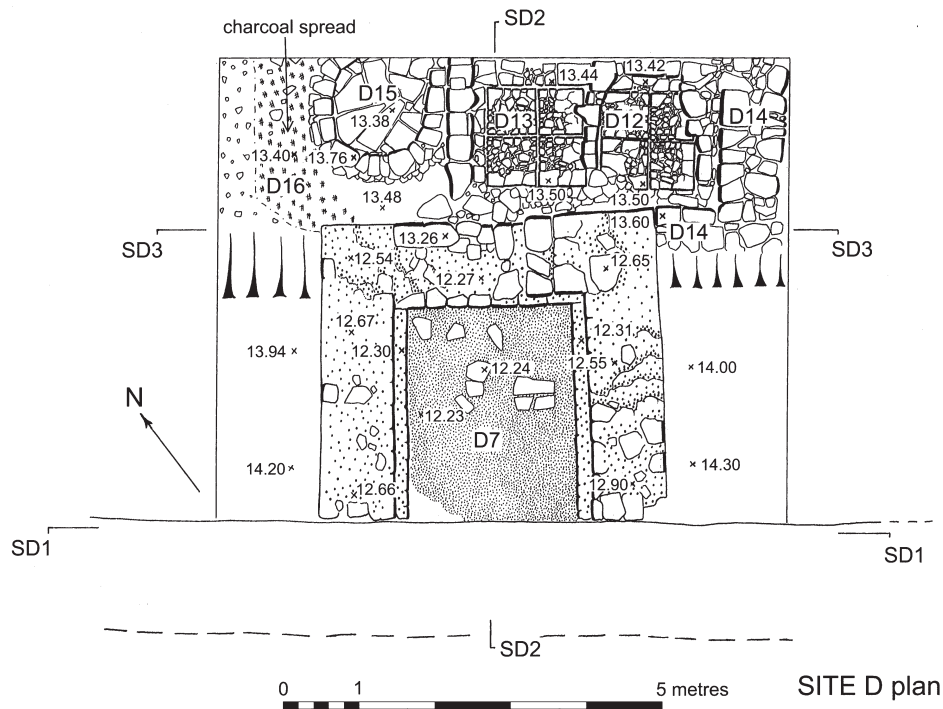 SD2
charcoal spread
13.44
13.42
D15
D13
D12
D14
13.38
13.40
13.76
D16
13.48
13.50
13.50
13.60
D14
SD3
SD3
13.26
12.54
12.27
12.65
12.67
12.31
13.94
12.30
12.55
12.24
14.00
N
12.23
D7
14.20
14.30
12.66
12.90
SD1
SD1
SD2
0 1 5 metres
SITE D plan